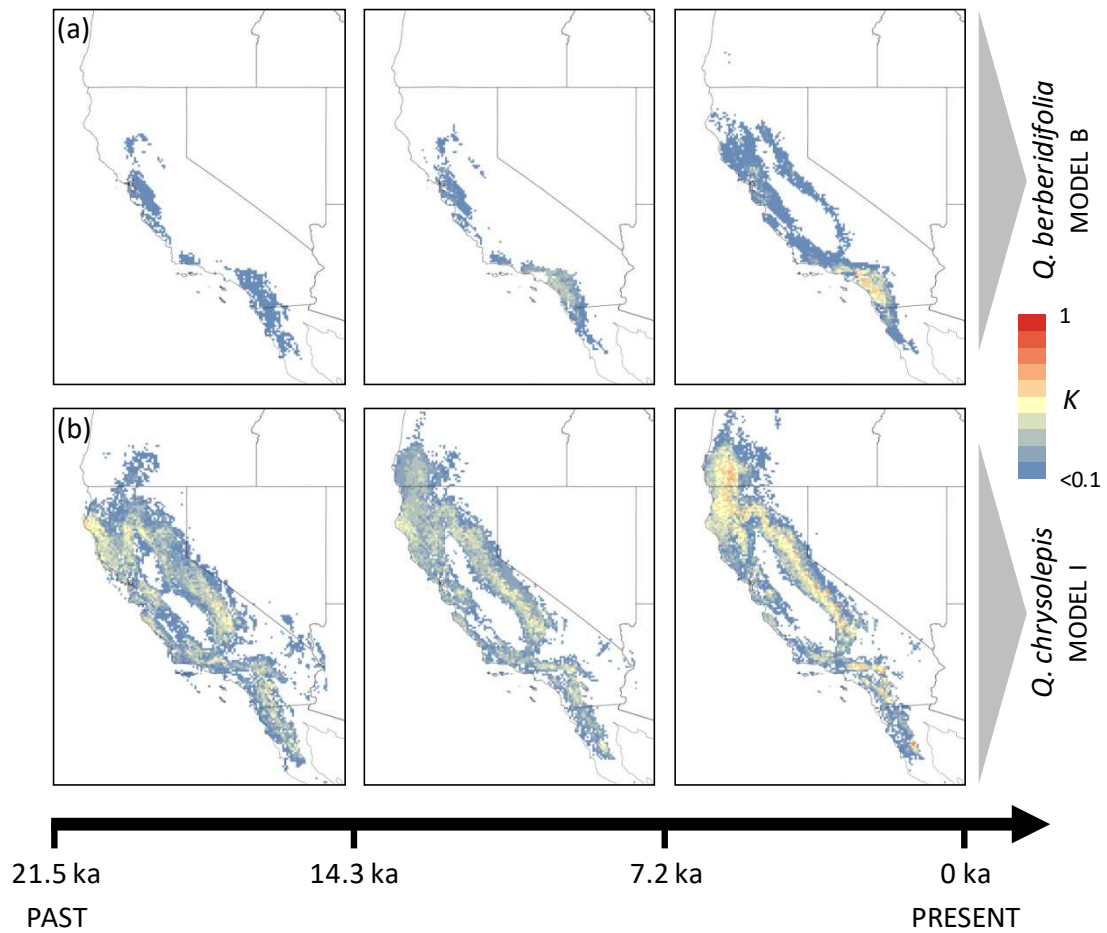 (a)
Q. berberidifolia
MODEL B
1
K
<0.1
(b)
Q. chrysolepis
MODEL I
21.5 ka
14.3 ka
7.2 ka
0 ka
PAST
PRESENT